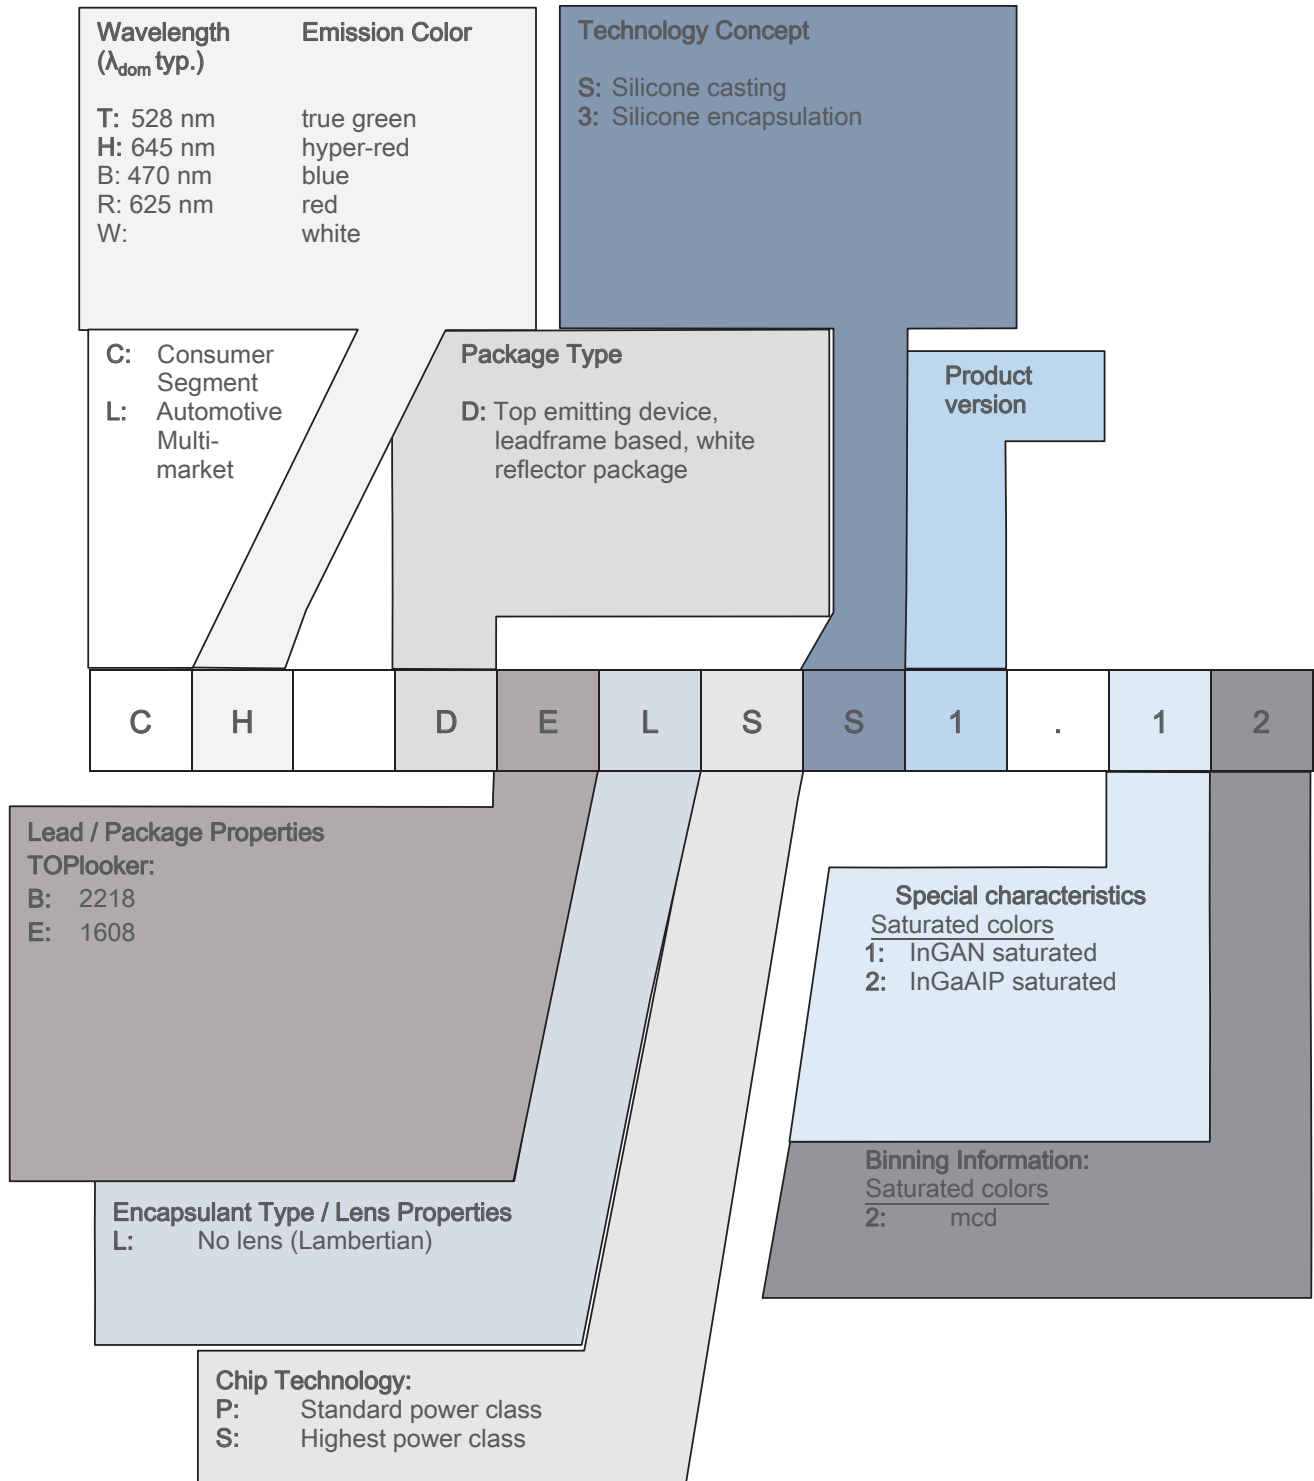 Wavelength Emission Color
(λdom typ.)
T: 528 nm true green
H: 645 nm hyper-red
B: 470 nm blue
R: 625 nm red
W: white
Technology Concept
S: Silicone casting
3: Silicone encapsulation
C: Consumer
Segment
L: Automotive
Multi-
market
Package Type
D: Top emitting device,
leadframe based, white
reflector package
Product
version
C H D E L S S 1 . 1 2
Lead / Package Properties
TOPlooker:
B: 2218
E: 1608
Special characteristics
Saturated colors
1: InGAN saturated
2: InGaAlP saturated
Binning Information:
Saturated colors
2: mcd
Encapsulant Type / Lens Properties
L: No lens (Lambertian)
Chip Technology:
P: Standard power class
S: Highest power class